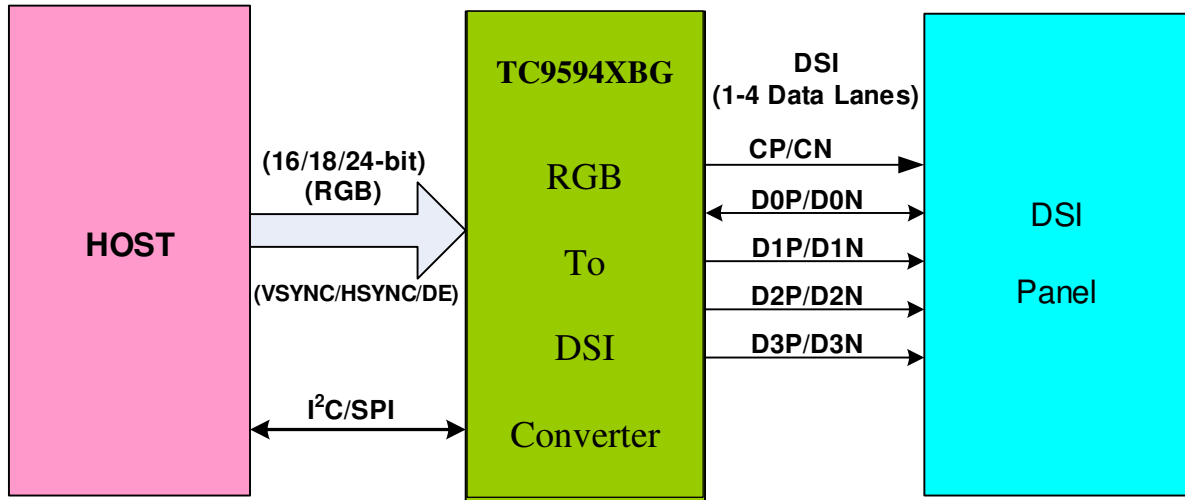 HOST
(16/18/24-bit)
(RGB)
(VSYNC/HSYNC/DE)
I²C/SPI
TC9594XBG
RGB
To
DSI
Converter
DSI
(1-4 Data Lanes)
CP/CN
D0P/D0N
D1P/D1N
D2P/D2N
D3P/D3N
DSI
Panel